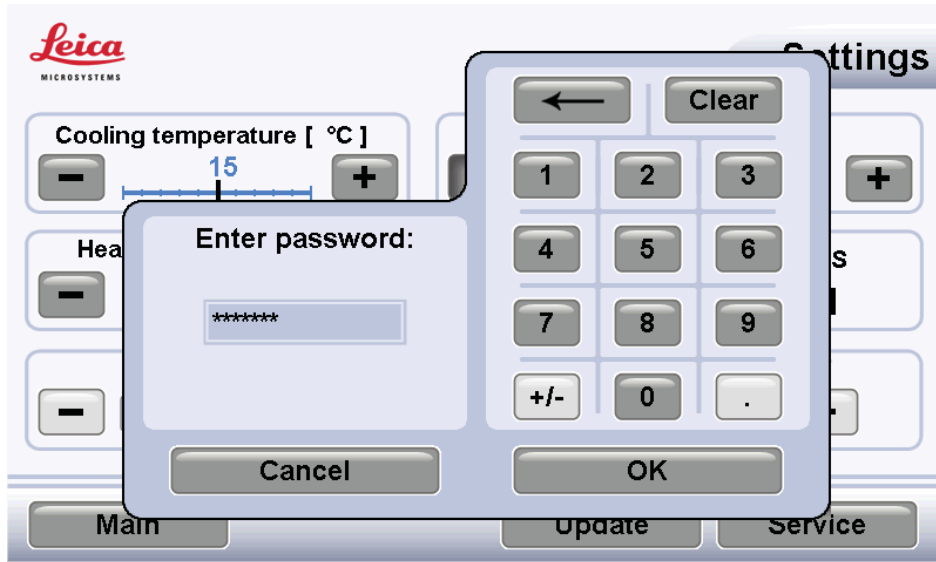 Leica
MICROSYSTEMS
Settings
Cooling temperature [ °C ]
15
Clear
1 2 3
4 5 6
7 8 9
+/- 0 .
Enter password:
*******
Cancel
OK
Main
Update
Service